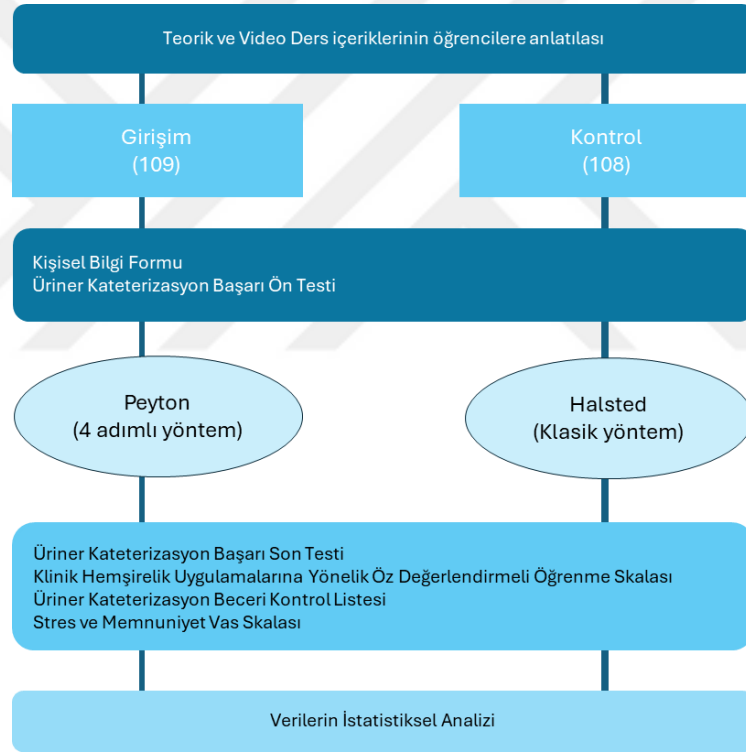 Teorik ve Video Ders içeriklerinin öğrencilere anlatılası
Girişim
(109)
Kontrol
(108)
Kişisel Bilgi Formu
Üriner Kateterizasyon Başarı Ön Testi
Peyton
(4 adımlı yöntem)
Halsted
(Klasik yöntem)
Üriner Kateterizasyon Başarı Son Testi
Klinik Hemşirelik Uygulamalarına Yönelik Öz Değerlendirmeli Öğrenme Skalası
Üriner Kateterizasyon Beceri Kontrol Listesi
Stres ve Memnuniyet Vas Skalası
Verilerin İstatistiksel Analizi